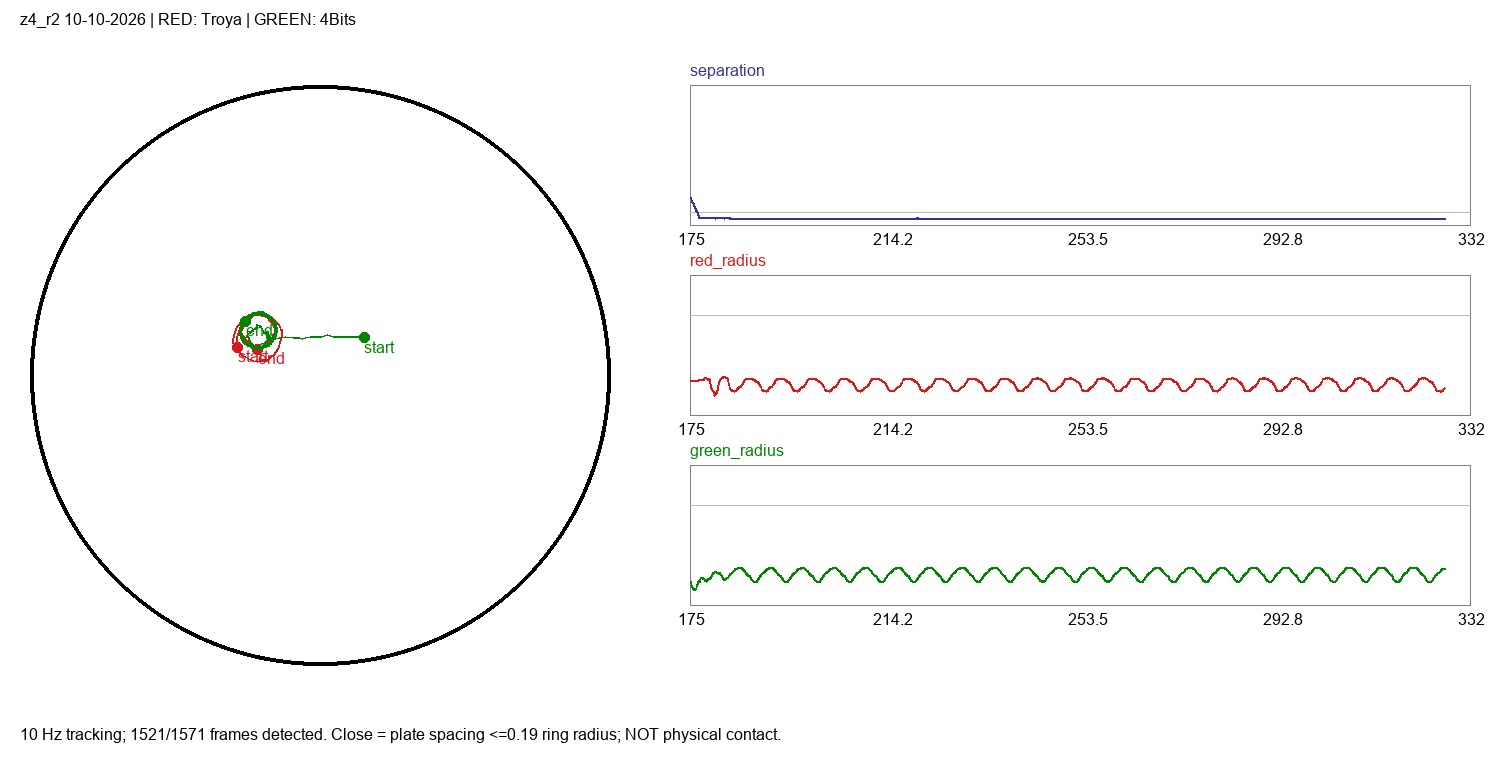 z4_r2 10-10-2026 | RED: Troya | GREEN: 4Bits
separation
175 214.2 253.5 292.8 332
red_radius
175 214.2 253.5 292.8 332
green_radius
175 214.2 253.5 292.8 332
end
start
start
end
10 Hz tracking; 1521/1571 frames detected. Close = plate spacing <=0.19 ring radius; NOT physical contact.